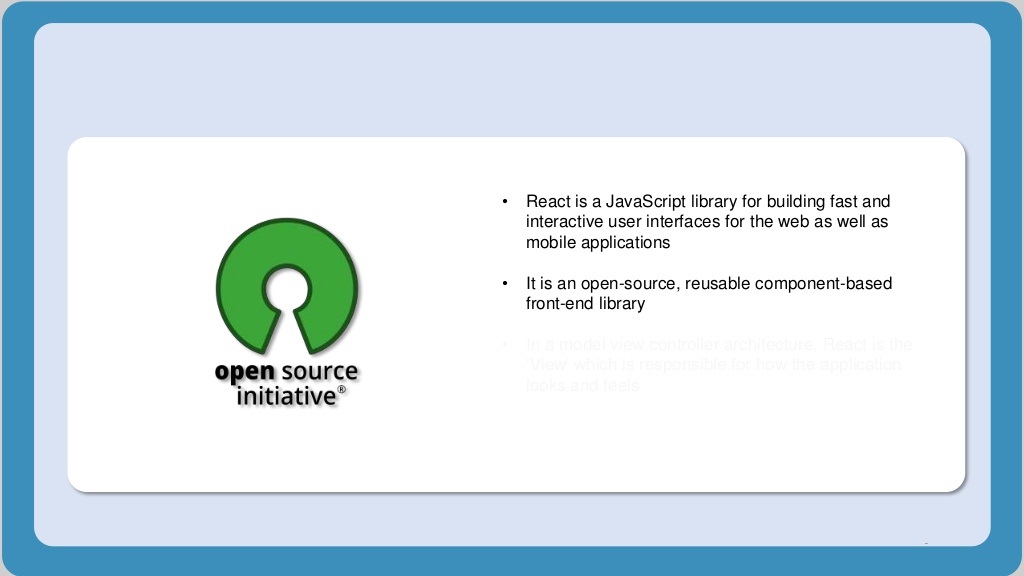 • React is a JavaScript library for building fast and
interactive user interfaces for the web as well as
mobile applications
• It is an open-source, reusable component-based
front-end library
• In a model view controller architecture, React is the
'View' which is responsible for how the application
looks and feels
open source
initiative®